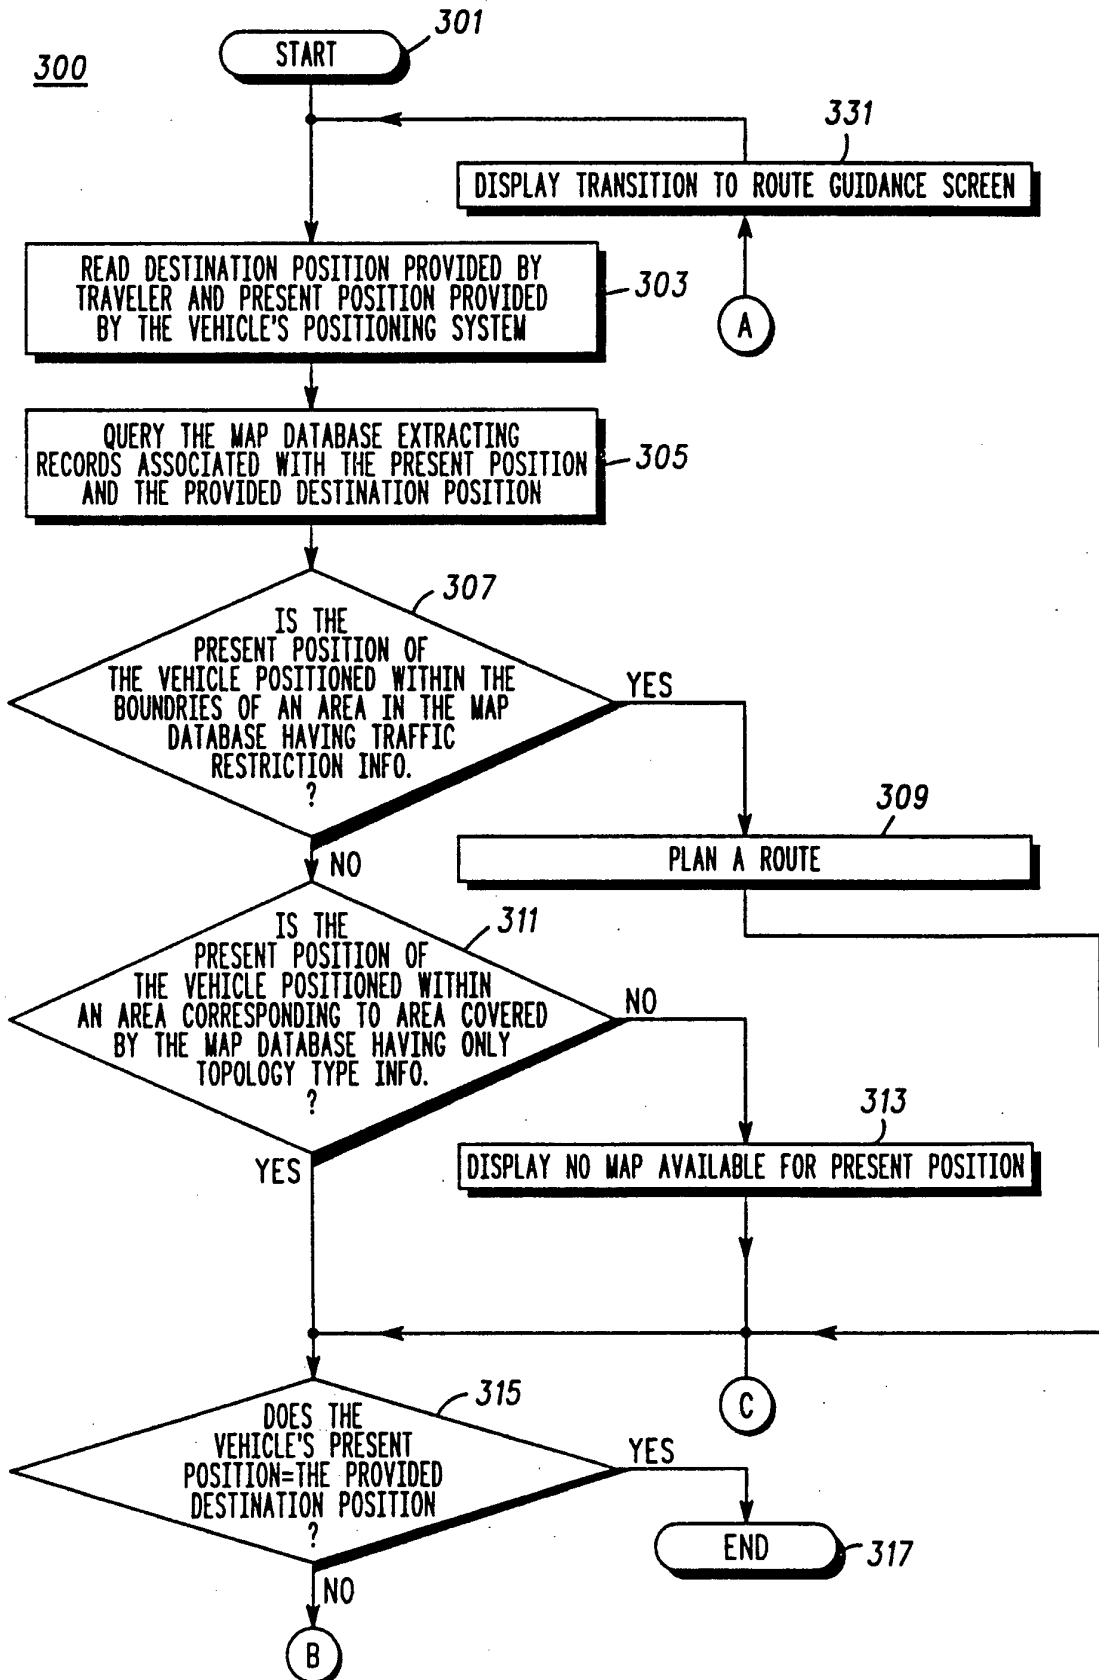 300
START
301
331
DISPLAY TRANSITION TO ROUTE GUIDANCE SCREEN
A
READ DESTINATION POSITION PROVIDED BY
TRAVELER AND PRESENT POSITION PROVIDED
BY THE VEHICLE'S POSITIONING SYSTEM
303
QUERY THE MAP DATABASE EXTRACTING
RECORDS ASSOCIATED WITH THE PRESENT POSITION
AND THE PROVIDED DESTINATION POSITION
305
307
IS THE
PRESENT POSITION OF
THE VEHICLE POSITIONED WITHIN THE
BOUNDRIES OF AN AREA IN THE MAP
DATABASE HAVING TRAFFIC
RESTRICTION INFO.
?
YES
NO
309
PLAN A ROUTE
311
IS THE
PRESENT POSITION OF
THE VEHICLE POSITIONED WITHIN
AN AREA CORRESPONDING TO AREA COVERED
BY THE MAP DATABASE HAVING ONLY
TOPOLOGY TYPE INFO.
?
NO
YES
313
DISPLAY NO MAP AVAILABLE FOR PRESENT POSITION
C
315
DOES THE
VEHICLE'S PRESENT
POSITION=THE PROVIDED
DESTINATION POSITION
?
YES
END
317
NO
B